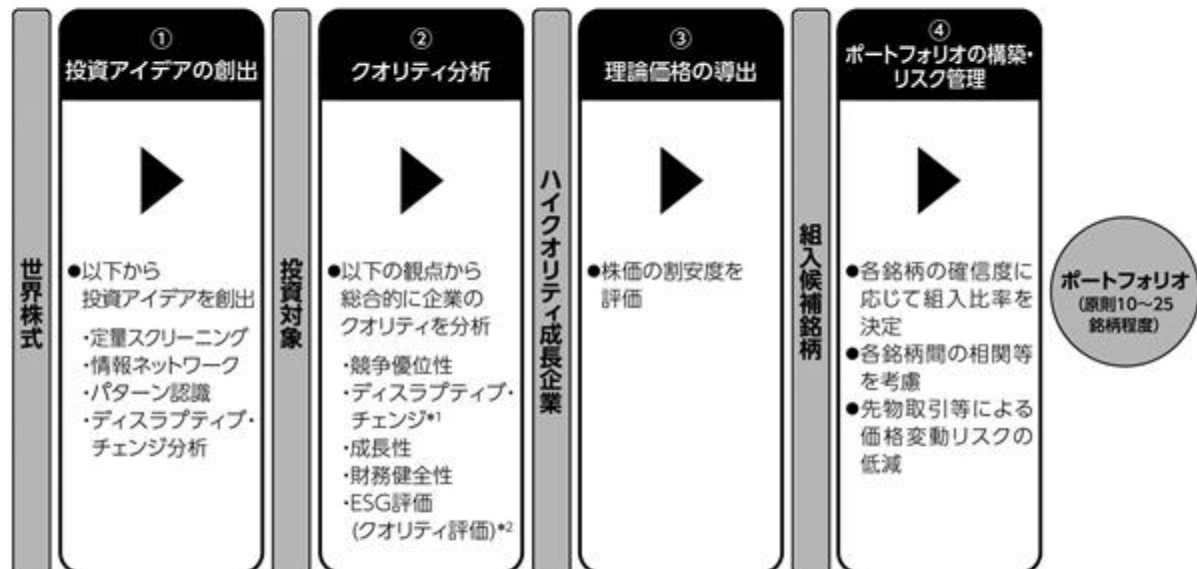 世界株式
①
投資アイデアの創出
●以下から
投資アイデアを創出
・定量スクリーニング
・情報ネットワーク
・パターン認識
・ディスラプティブ・
チェンジ分析
投資対象
②
クオリティ分析
●以下の観点から
総合的に企業の
クオリティを分析
・競争優位性
・ディスラプティブ・
チェンジ*1
・成長性
・財務健全性
・ESG評価
(クオリティ評価)*2
ハイクオリティ成長企業
③
理論価格の導出
●株価の割安度を
評価
組入候補銘柄
④
ポートフォリオの構築・
リスク管理
●各銘柄の確信度に
応じて組入比率を
決定
●各銘柄間の相関等
を考慮
●先物取引等による
価格変動リスクの
低減
ポートフォリオ
(原則10~25
銘柄程度)